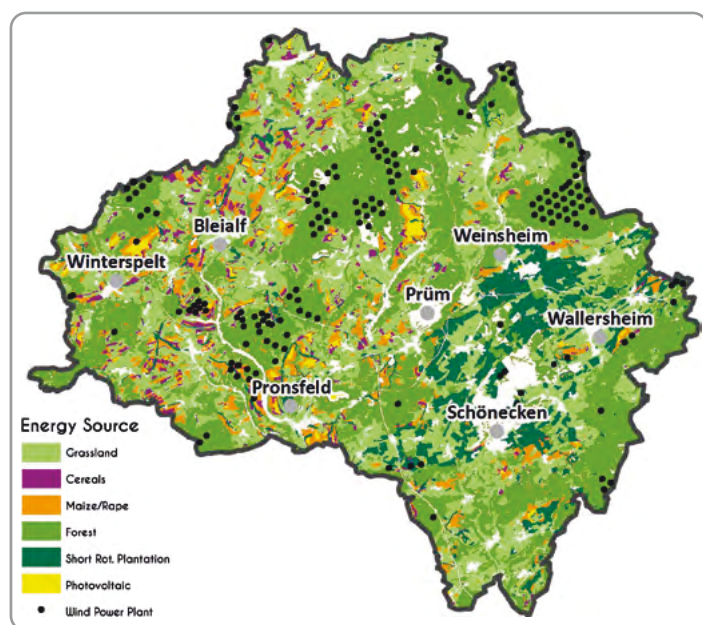 Bleialf
Weinsheim
Winterspelt
Prüm
Wallersheim
Pronsfeld
Schönecken
Energy Source
Grassland
Cereals
Maize/Rape
Forest
Short Rot. Plantation
Photovoltaic
Wind Power Plant